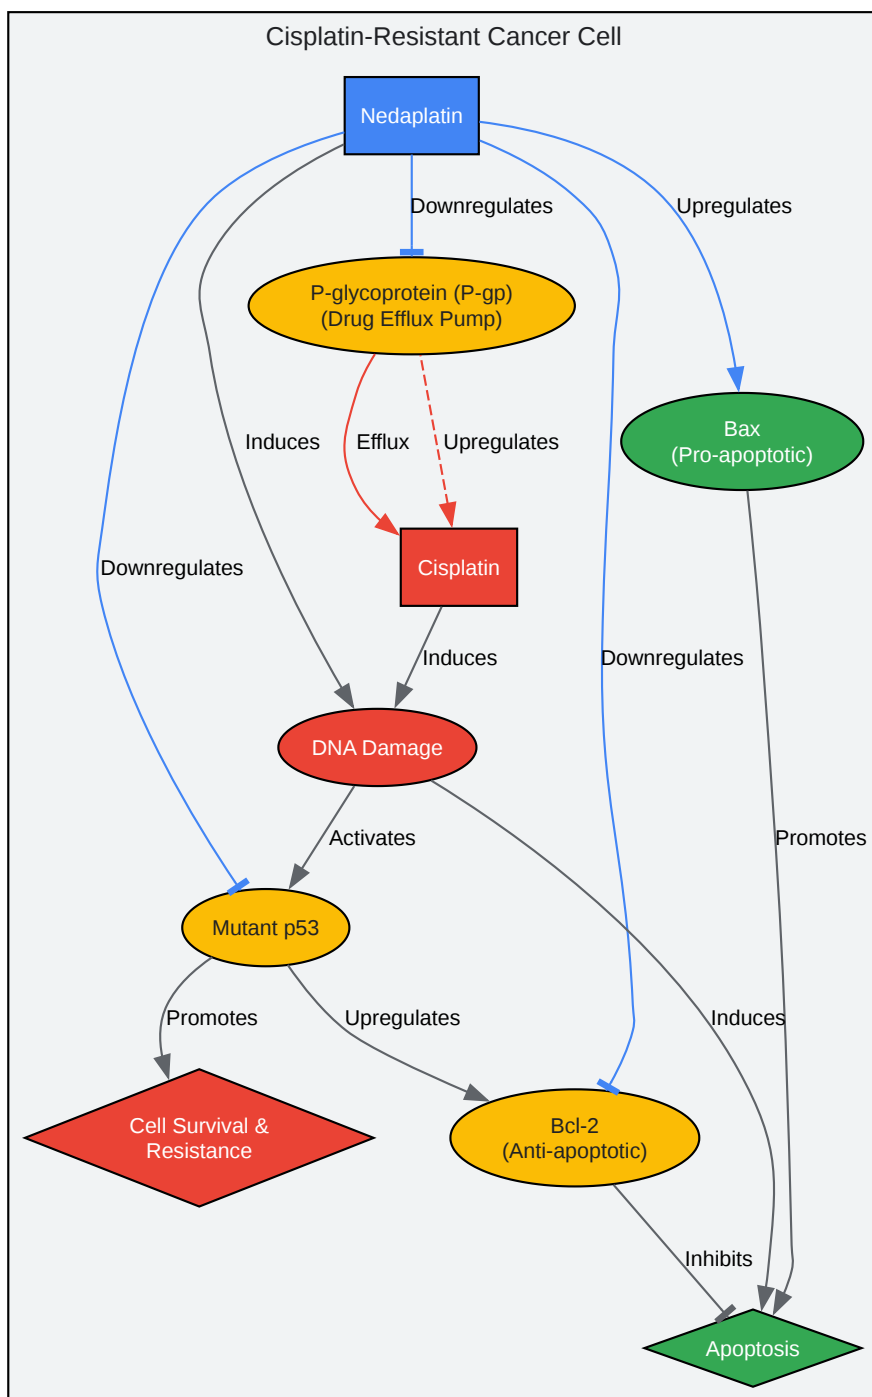 Cisplatin-Resistant Cancer Cell
Nedaplatin
Downregulates
Upregulates
P-glycoprotein (P-gp)
(Drug Efflux Pump)
Bax
(Pro-apoptotic)
Induces
Efflux
Upregulates
Cisplatin
Downregulates
Induces
Downregulates
DNA Damage
Activates
Promotes
Mutant p53
Promotes
Upregulates
Induces
Cell Survival &
Resistance
Bcl-2
(Anti-apoptotic)
Inhibits
Apoptosis